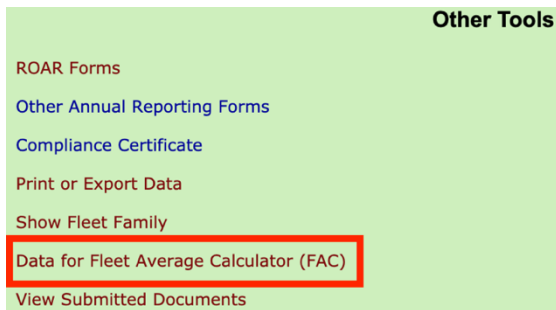 Other Tools
ROAR Forms
Other Annual Reporting Forms
Compliance Certificate
Print or Export Data
Show Fleet Family
Data for Fleet Average Calculator (FAC)
View Submitted Documents